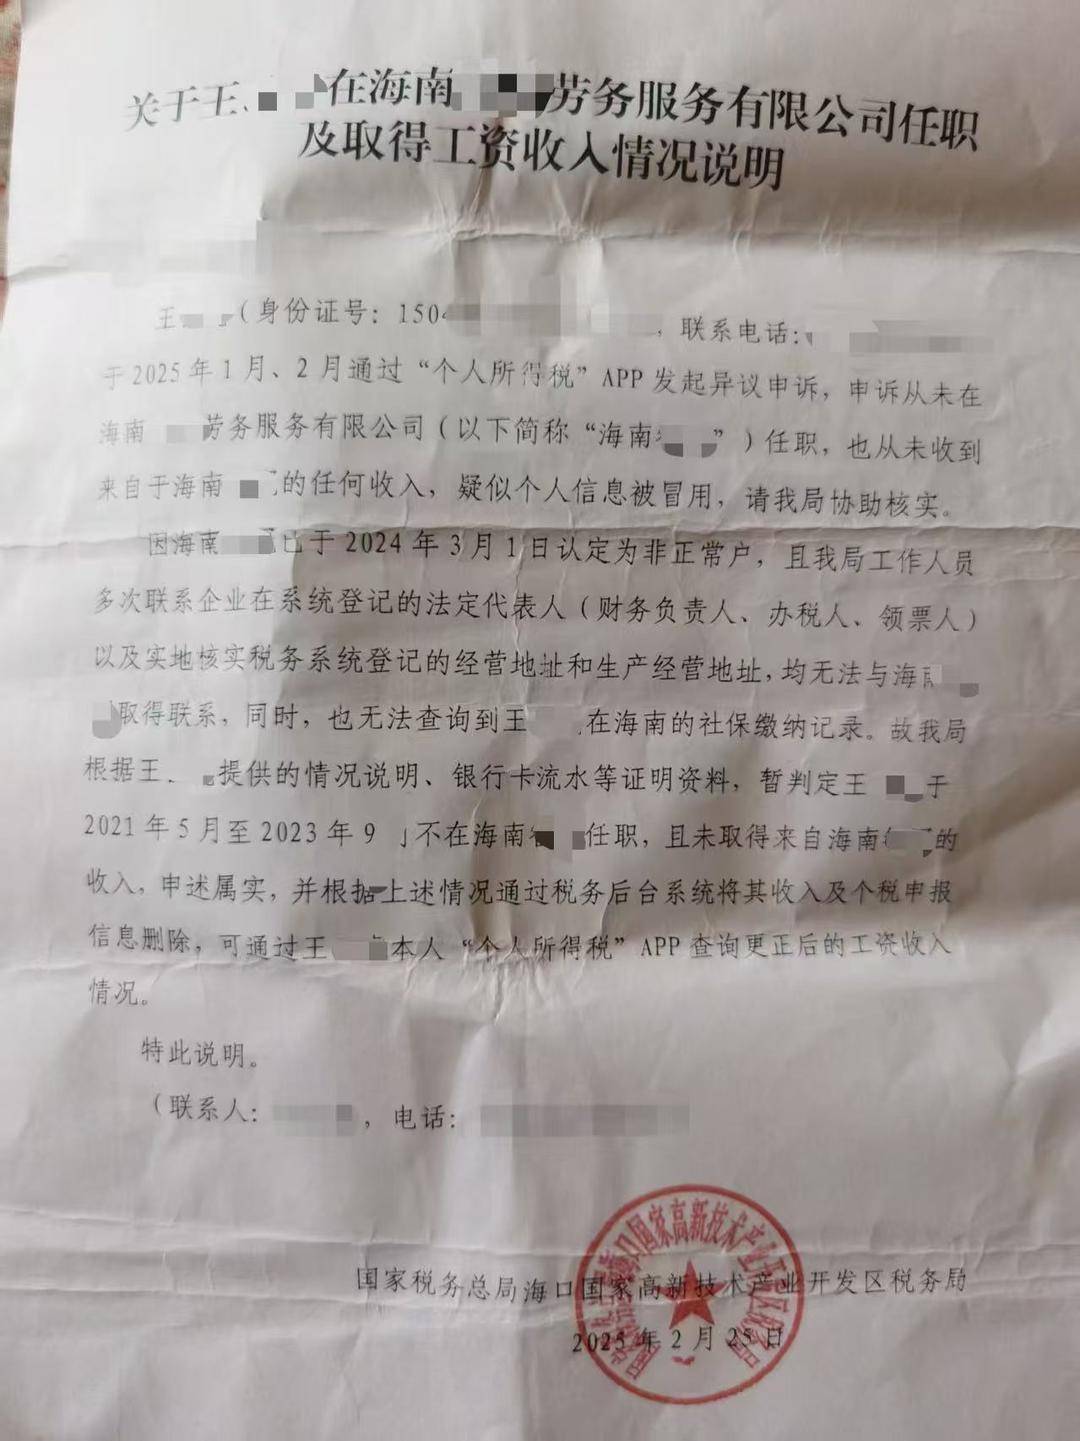 关于王 在海南 劳务服务有限公司任职
及取得工资收入情况说明
王 （身份证号：1504 ，联系电话：
于2025年1月、2月通过“个人所得税”APP发起异议申诉，申诉从未在
海南 劳务服务有限公司（以下简称“海南 ”）任职，也从未收到
来自于海南 的任何收入，疑似个人信息被冒用，请我局协助核实。
因海南 已于2024年3月1日认定为非正常户，且我局工作人员
多次联系企业在系统登记的法定代表人（财务负责人、办税人、领票人）
以及实地核实税务系统登记的经营地址和生产经营地址，均无法与海南
取得联系，同时，也无法查询到王 在海南的社保缴纳记录。故我局
根据王 提供的情况说明、银行卡流水等证明资料，暂判定王 于
2021年5月至2023年9 不在海南 任职，且未取得来自海南 的
收入，申述属实，并根据上述情况通过税务后台系统将其收入及个税申报
信息删除，可通过王 本人“个人所得税”APP查询更正后的工资收入
情况。
特此说明。
（联系人： ，电话：
国家税务总局海口国家高新技术产业开发区税务局
2025年2月25日